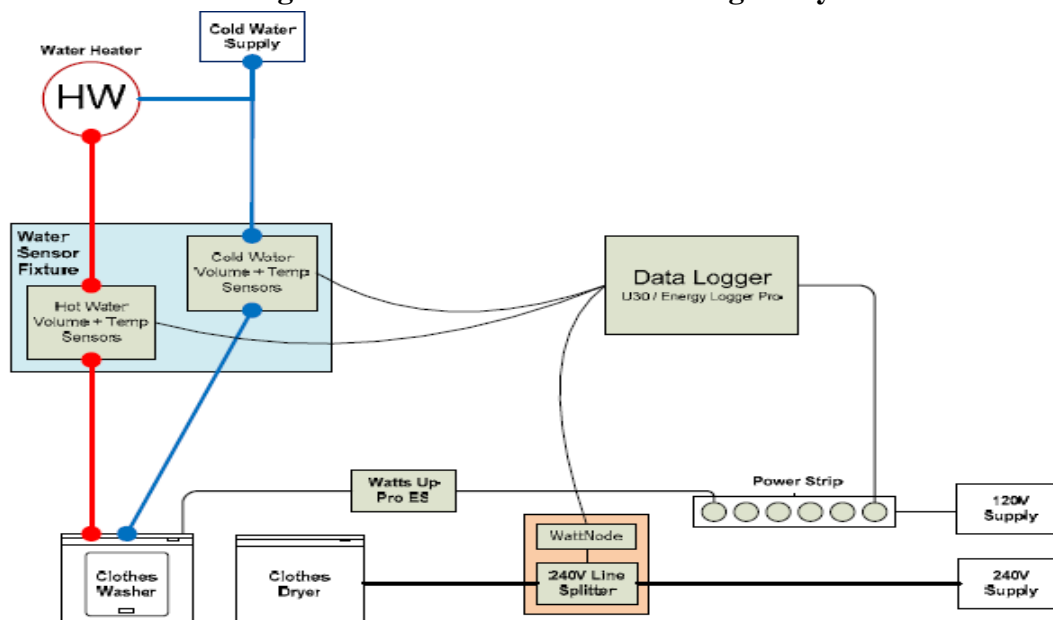 Cold Water
Supply
Water Heater
HW
Water
Sensor
Fixture
Cold Water
Volume + Temp
Sensors
Hot Water
Volume + Temp
Sensors
Data Logger
U30 / Energy Logger Pro
Watts Up
Pro ES
Power Strip
120V
Supply
WattNode
240V Line
Splitter
240V
Supply
Clothes
Washer
Clothes
Dryer